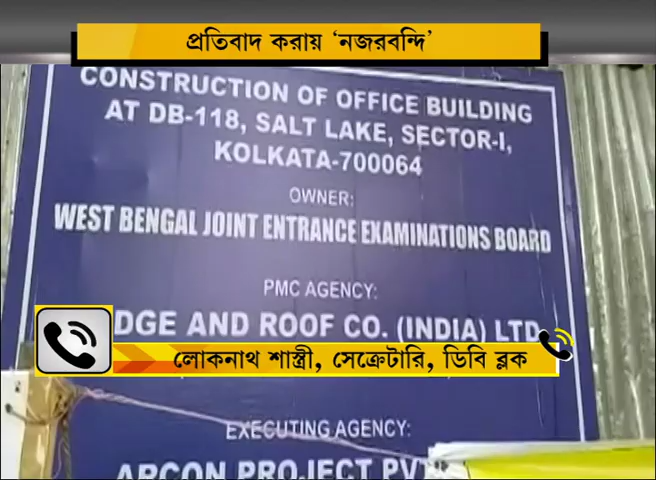 প্রতিবাদ করায় ‘নজরবন্দি’
CONSTRUCTION OF OFFICE BUILDING
AT DB-118, SALT LAKE, SECTOR-I,
KOLKATA-700064
OWNER:
WEST BENGAL JOINT ENTRANCE EXAMINATIONS BOARD
PMC AGENCY:
DGE AND ROOF CO. (INDIA) LTD
লোকনাথ শাস্ত্রী, সেক্রেটারি, ডিবি ব্লক
EXECUTING AGENCY:
ARCON PROJECT